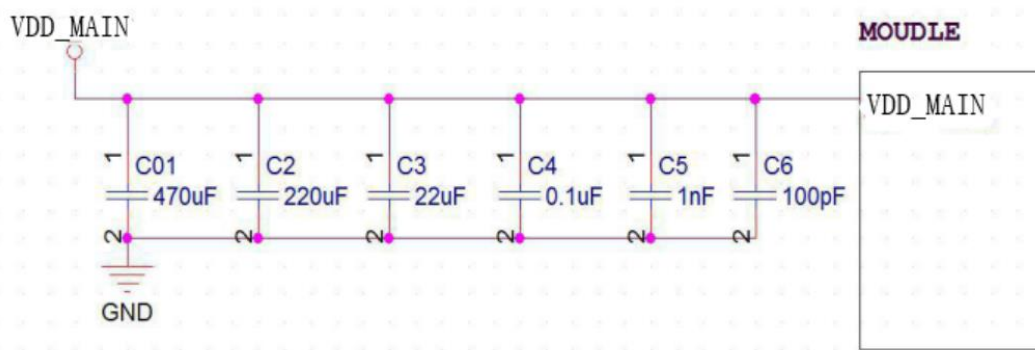 VDD_MAIN
MOUDLE
VDD_MAIN
1 C01
470uF
2
1 C2
220uF
2
1 C3
22uF
2
1 C4
0.1uF
2
1 C5
1nF
2
1 C6
100pF
2
GND